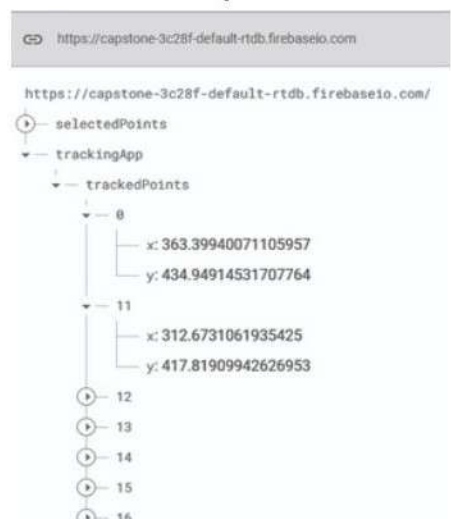 https://capstone-3c28f-default-rtdb.firebaseio.com
https://capstone-3c28f-default-rtdb.firebaseio.com/
selectedPoints
trackingApp
trackedPoints
0
x: 363.39940071105957
y: 434.94914531707764
11
x: 312.6731061935425
y: 417.81909942626953
12
13
14
15
16